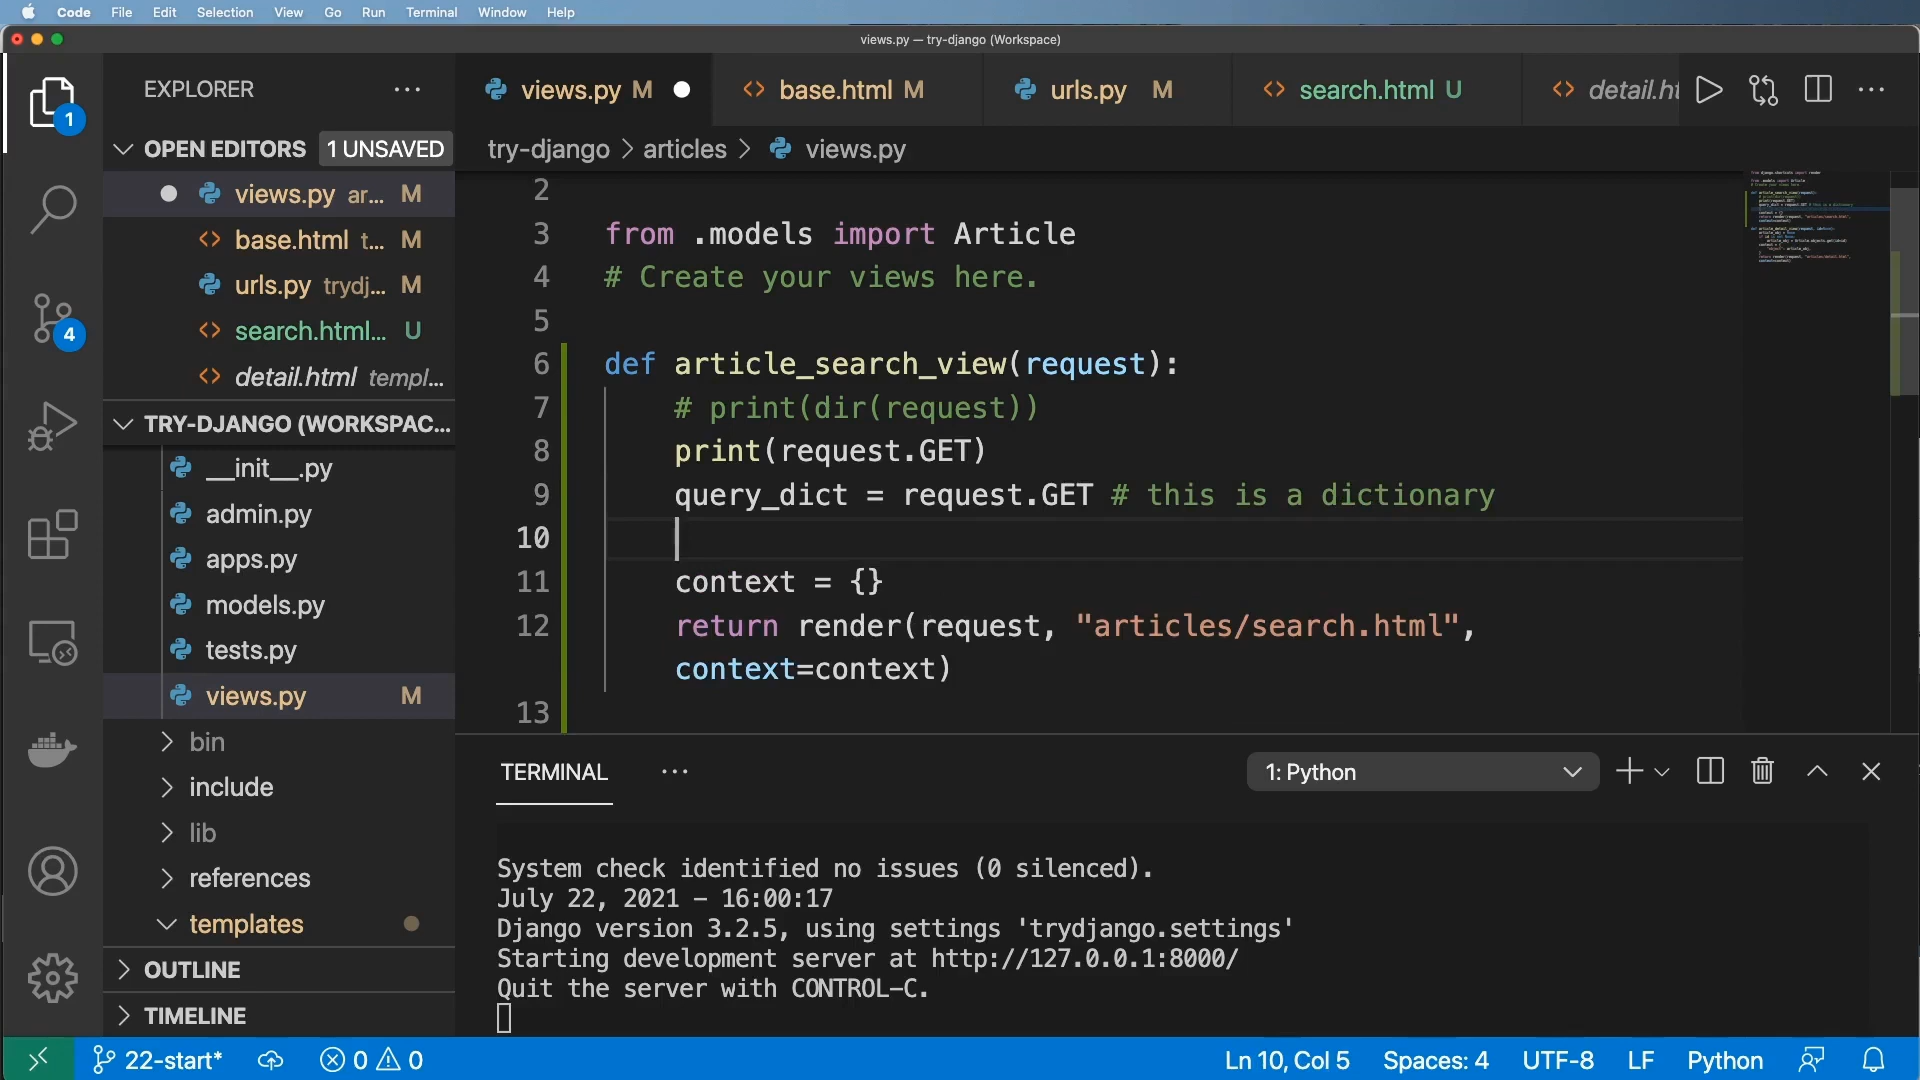 Code File Edit Selection View Go Run Terminal Window Help
views.py — try-django (Workspace)
EXPLORER
views.py M
base.html M
urls.py M
search.html U
detail.ht
1
OPEN EDITORS 1 UNSAVED
try-django > articles > views.py
views.py ar... M
base.html t... M
urls.py trydj... M
search.html... U
detail.html templ...
4
TRY-DJANGO (WORKSPAC...
__init__.py
admin.py
apps.py
models.py
tests.py
views.py M
bin
include
lib
references
templates
OUTLINE
TIMELINE
2
3 from .models import Article
4 # Create your views here.
5
6 def article_search_view(request):
7 # print(dir(request))
8 print(request.GET)
9 query_dict = request.GET # this is a dictionary
10
11 context = {}
12 return render(request, "articles/search.html",
context=context)
13
TERMINAL
1: Python
System check identified no issues (0 silenced).
July 22, 2021 - 16:00:17
Django version 3.2.5, using settings 'trydjango.settings'
Starting development server at http://127.0.0.1:8000/
Quit the server with CONTROL-C.
22-start* 0 0 Ln 10, Col 5 Spaces: 4 UTF-8 LF Python